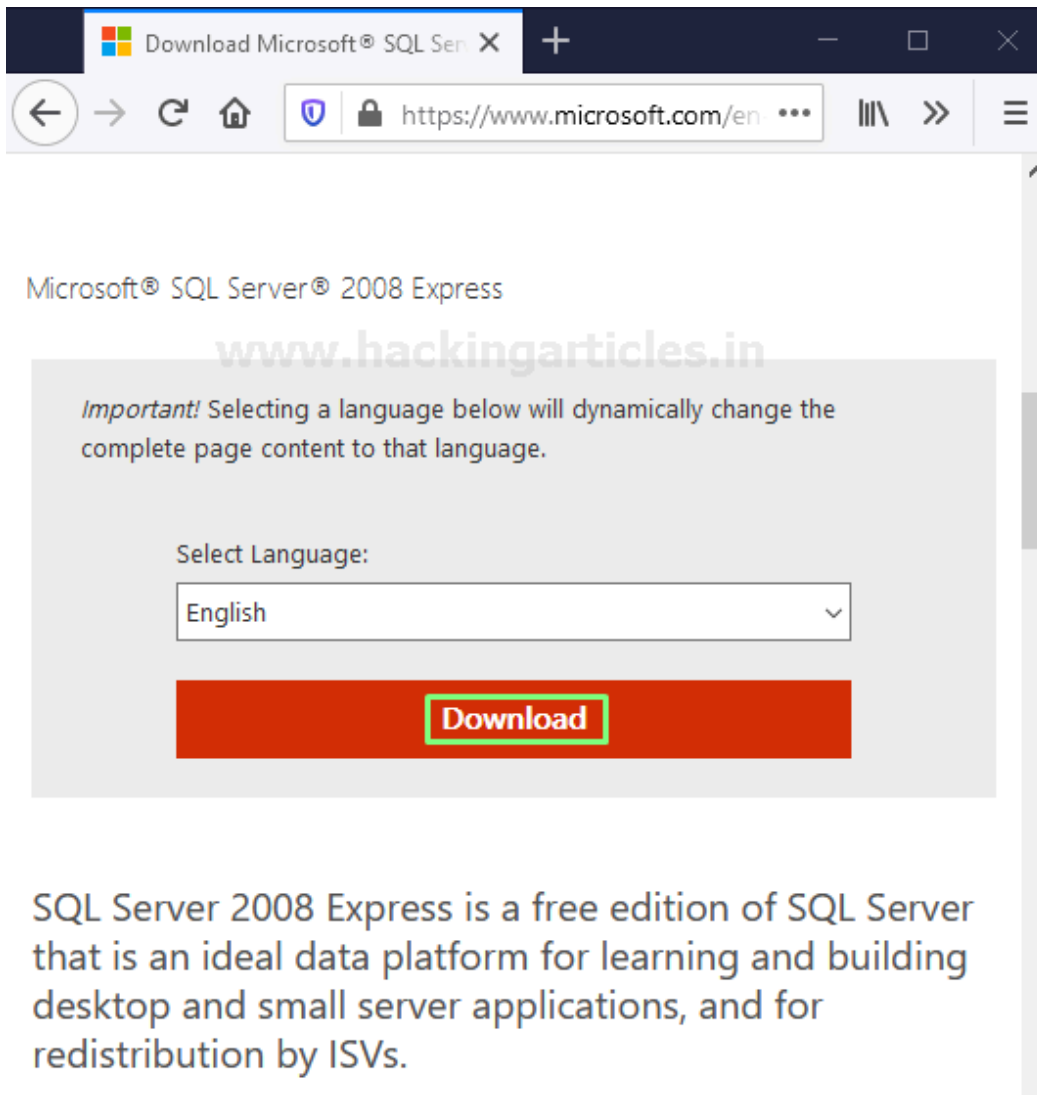 Download Microsoft® SQL Ser
https://www.microsoft.com/en
Microsoft® SQL Server® 2008 Express
www.hackingarticles.in
Important! Selecting a language below will dynamically change the
complete page content to that language.
Select Language:
English
Download
SQL Server 2008 Express is a free edition of SQL Server
that is an ideal data platform for learning and building
desktop and small server applications, and for
redistribution by ISVs.